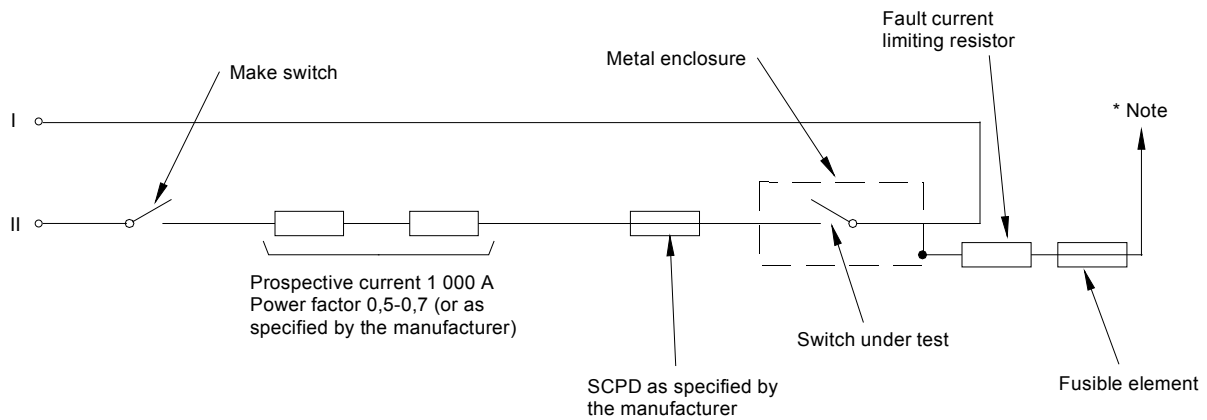 Fault current
limiting resistor
Metal enclosure
Make switch
* Note
I
II
Prospective current 1 000 A
Power factor 0,5-0,7 (or as
specified by the manufacturer)
Switch under test
SCPD as specified by
the manufacturer
Fusible element